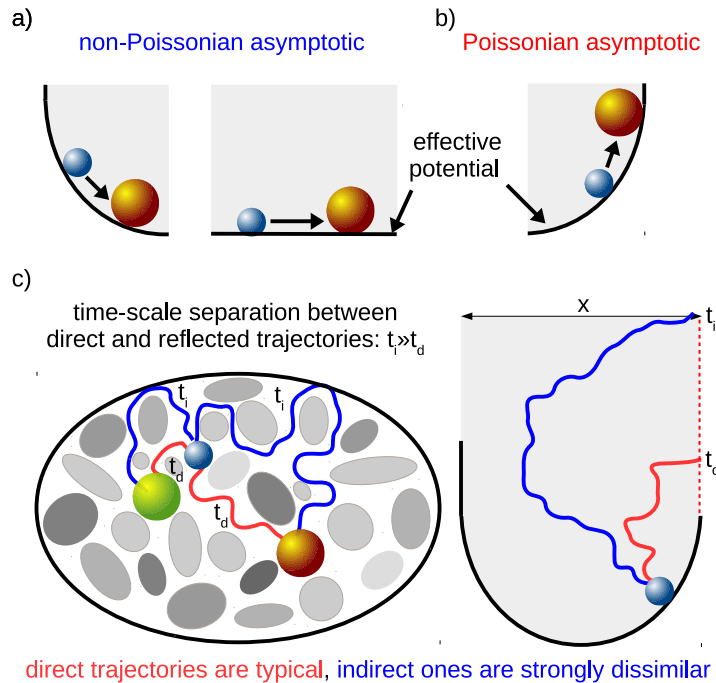 a)
b)
non-Poissonian asymptotic
Poissonian asymptotic
effective
potential
c)
time-scale separation between
direct and reflected trajectories: tᵢ»t_d
x
tᵢ
tᵢ
tᵢ
t_d
t_d
t_d
direct trajectories are typical, indirect ones are strongly dissimilar